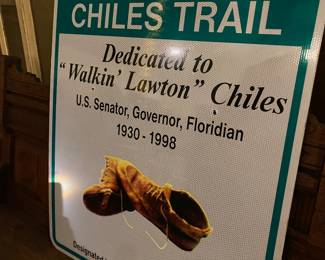 CHILES TRAIL
Dedicated to
"Walkin' Lawton" Chiles
U.S. Senator, Governor, Floridian
1930 - 1998
Designated